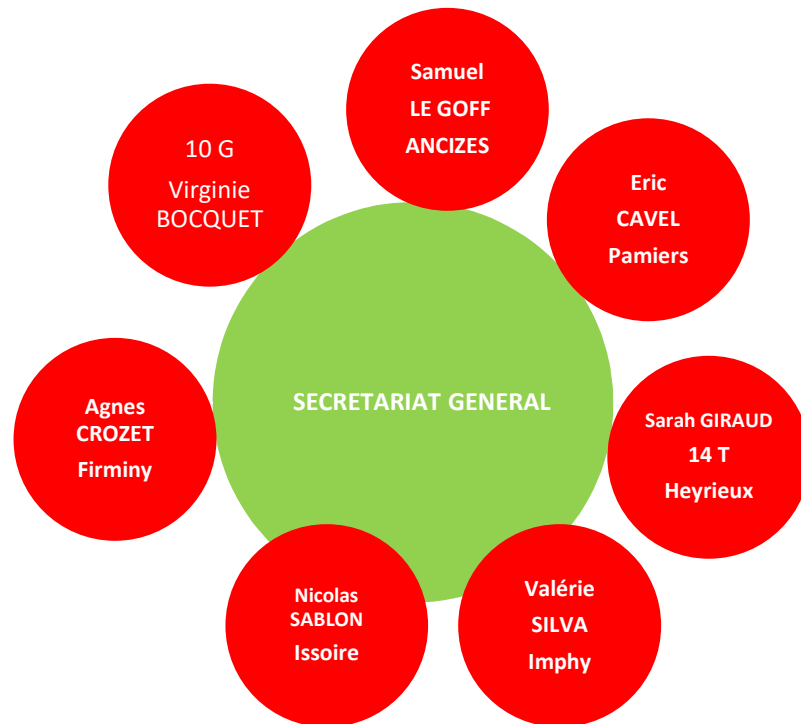 Samuel
LE GOFF
ANCIZES
10 G
Virginie
BOCQUET
Eric
CAVEL
Pamiers
SECRETARIAT GENERAL
Agnes
CROZET
Firminy
Sarah GIRAUD
14 T
Heyrieux
Nicolas
SABLON
Issoire
Valérie
SILVA
Imphy